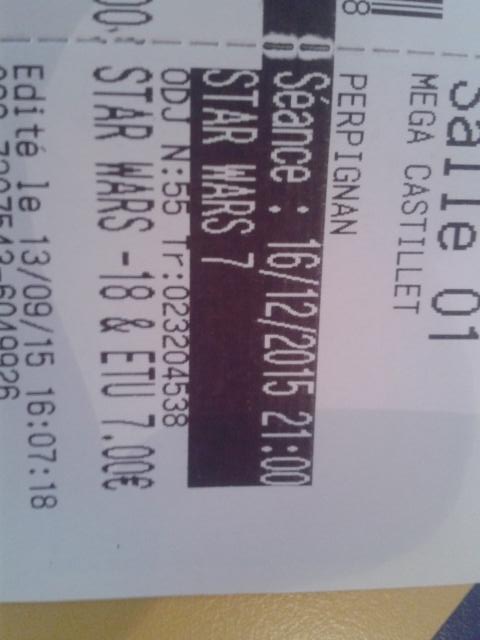 Salle 01
MEGA CASTILLET
PERPIGNAN
Séance : 16/12/2015 21:00
STAR WARS 7
ODJ N:55 Tr:023204538
STAR WARS -18 & ETU 7.00€
Edité le 13/09/15 16:07:18